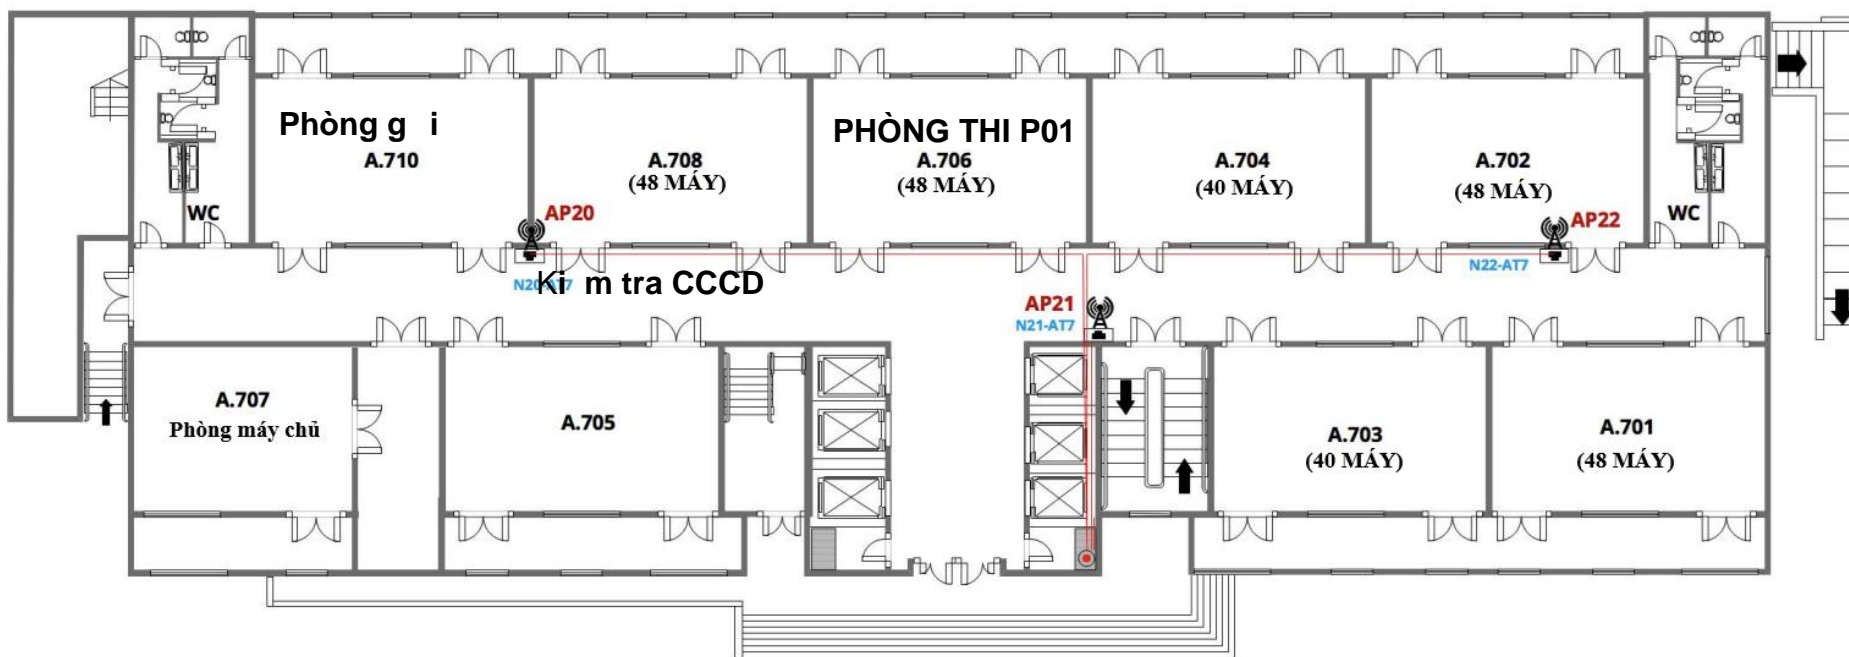 Phòng g i
A.710
A.708
(48 MÁY)
PHÒNG THI P01
A.706
(48 MÁY)
A.704
(40 MÁY)
A.702
(48 MÁY)
WC
WC
AP20
AP22
N20-AT7
Ki m tra CCCD
N22-AT7
AP21
N21-AT7
A.707
Phòng máy chủ
A.705
A.703
(40 MÁY)
A.701
(48 MÁY)